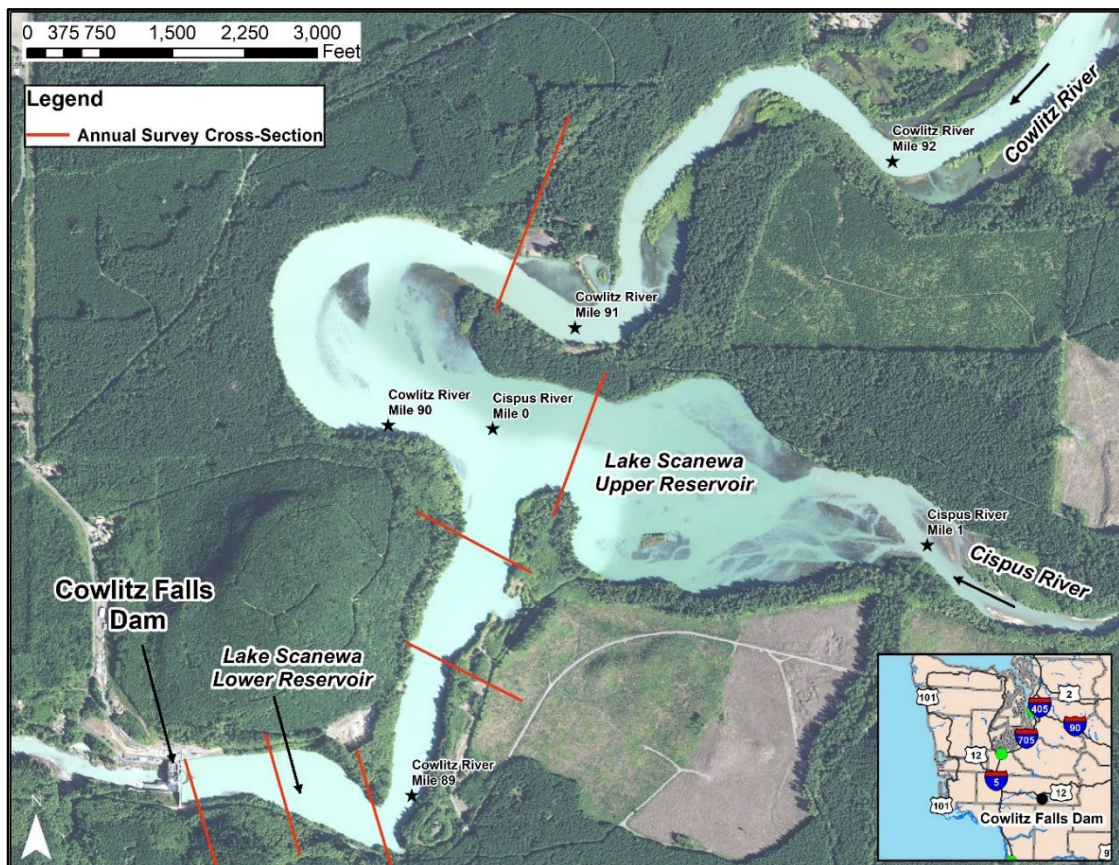 0 375 750 1,500 2,250 3,000
Feet
Legend
Annual Survey Cross-Section
Cowlitz River
Cowlitz River
Mile 92
Cowlitz River
Mile 91
Cowlitz River
Mile 90
Cispus River
Mile 0
Lake Scanewa
Upper Reservoir
Cispus River
Mile 1
Cispus River
Cowlitz Falls
Dam
Lake Scanewa
Lower Reservoir
Cowlitz River
Mile 89
N
101
2
405
90
705
12
5
12
101
Cowlitz Falls Dam
9